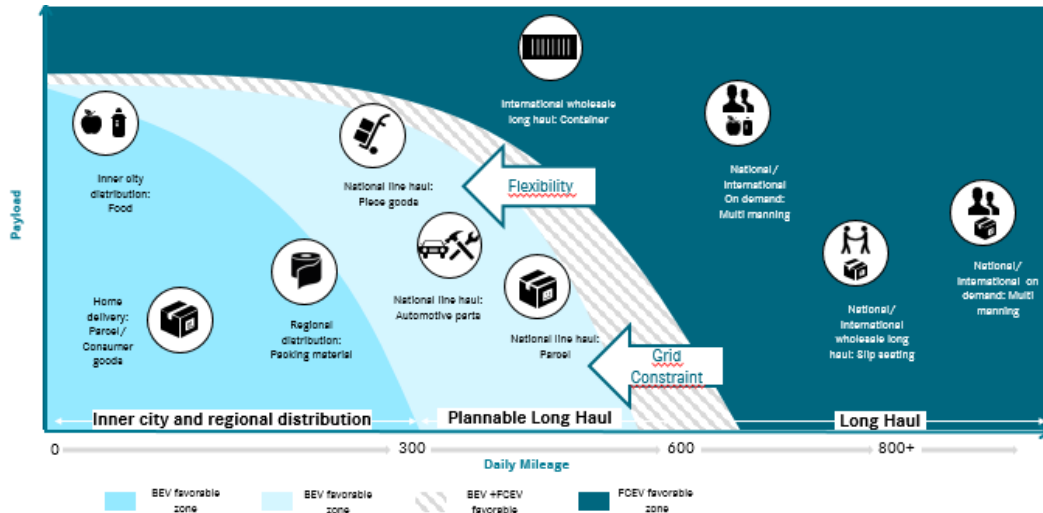 International wholesale
long haul: Container
National/
International
On demand:
Multi manning
Inner city
distribution:
Food
National line haul:
Piece goods
Flexibility
Payload
National line haul:
Automotive parts
National/
International on
demand: Multi
manning
Home
delivery:
Parcel/
Consumer
goods
Regional
distribution:
Packing material
National line haul:
Parcel
Grid
Constraint
National/
International
wholesale long
haul: Slip seating
Inner city and regional distribution
Plannable Long Haul
Long Haul
0
300
600
800+
Daily Mileage
BEV favorable
zone
BEV favorable
zone
BEV +FCEV
favorable
FCEV favorable
zone